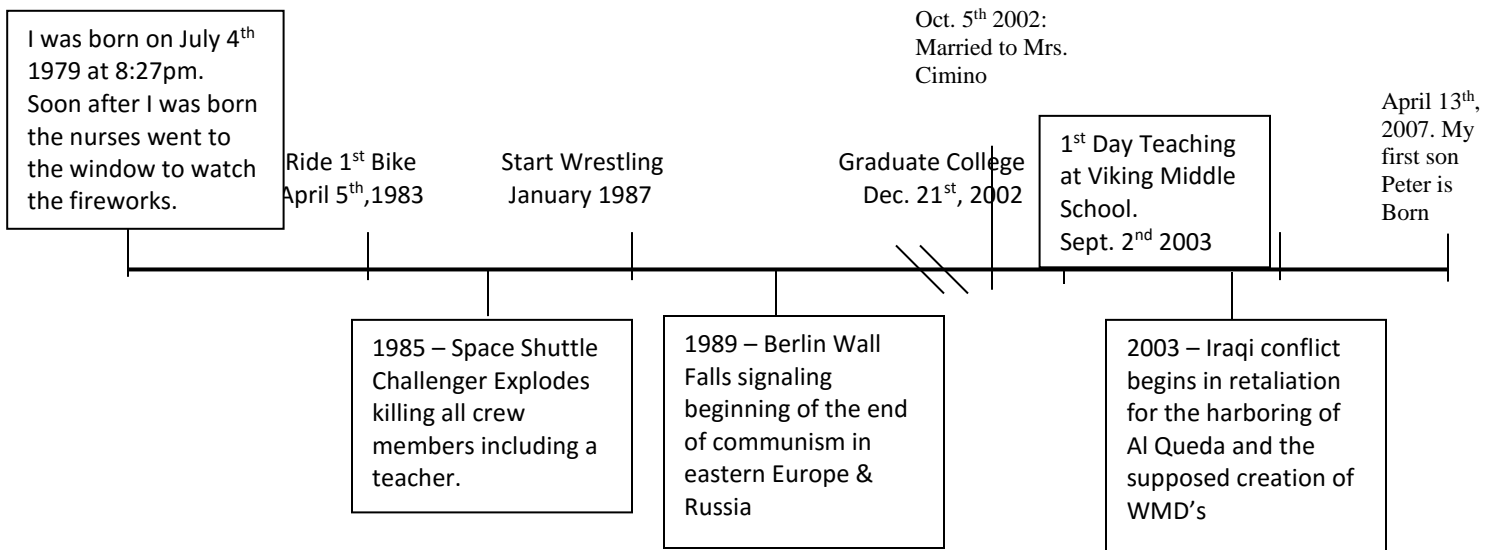 I was born on July 4th
1979 at 8:27pm.
Soon after I was born
the nurses went to
the window to watch
the fireworks.
Ride 1st Bike
April 5th,1983
Start Wrestling
January 1987
Graduate College
Dec. 21st, 2002
Oct. 5th 2002:
Married to Mrs.
Cimino
1st Day Teaching
at Viking Middle
School.
Sept. 2nd 2003
April 13th,
2007. My
first son
Peter is
Born
1985 – Space Shuttle
Challenger Explodes
killing all crew
members including a
teacher.
1989 – Berlin Wall
Falls signaling
beginning of the end
of communism in
eastern Europe &
Russia
2003 – Iraqi conflict
begins in retaliation
for the harboring of
Al Queda and the
supposed creation of
WMD’s